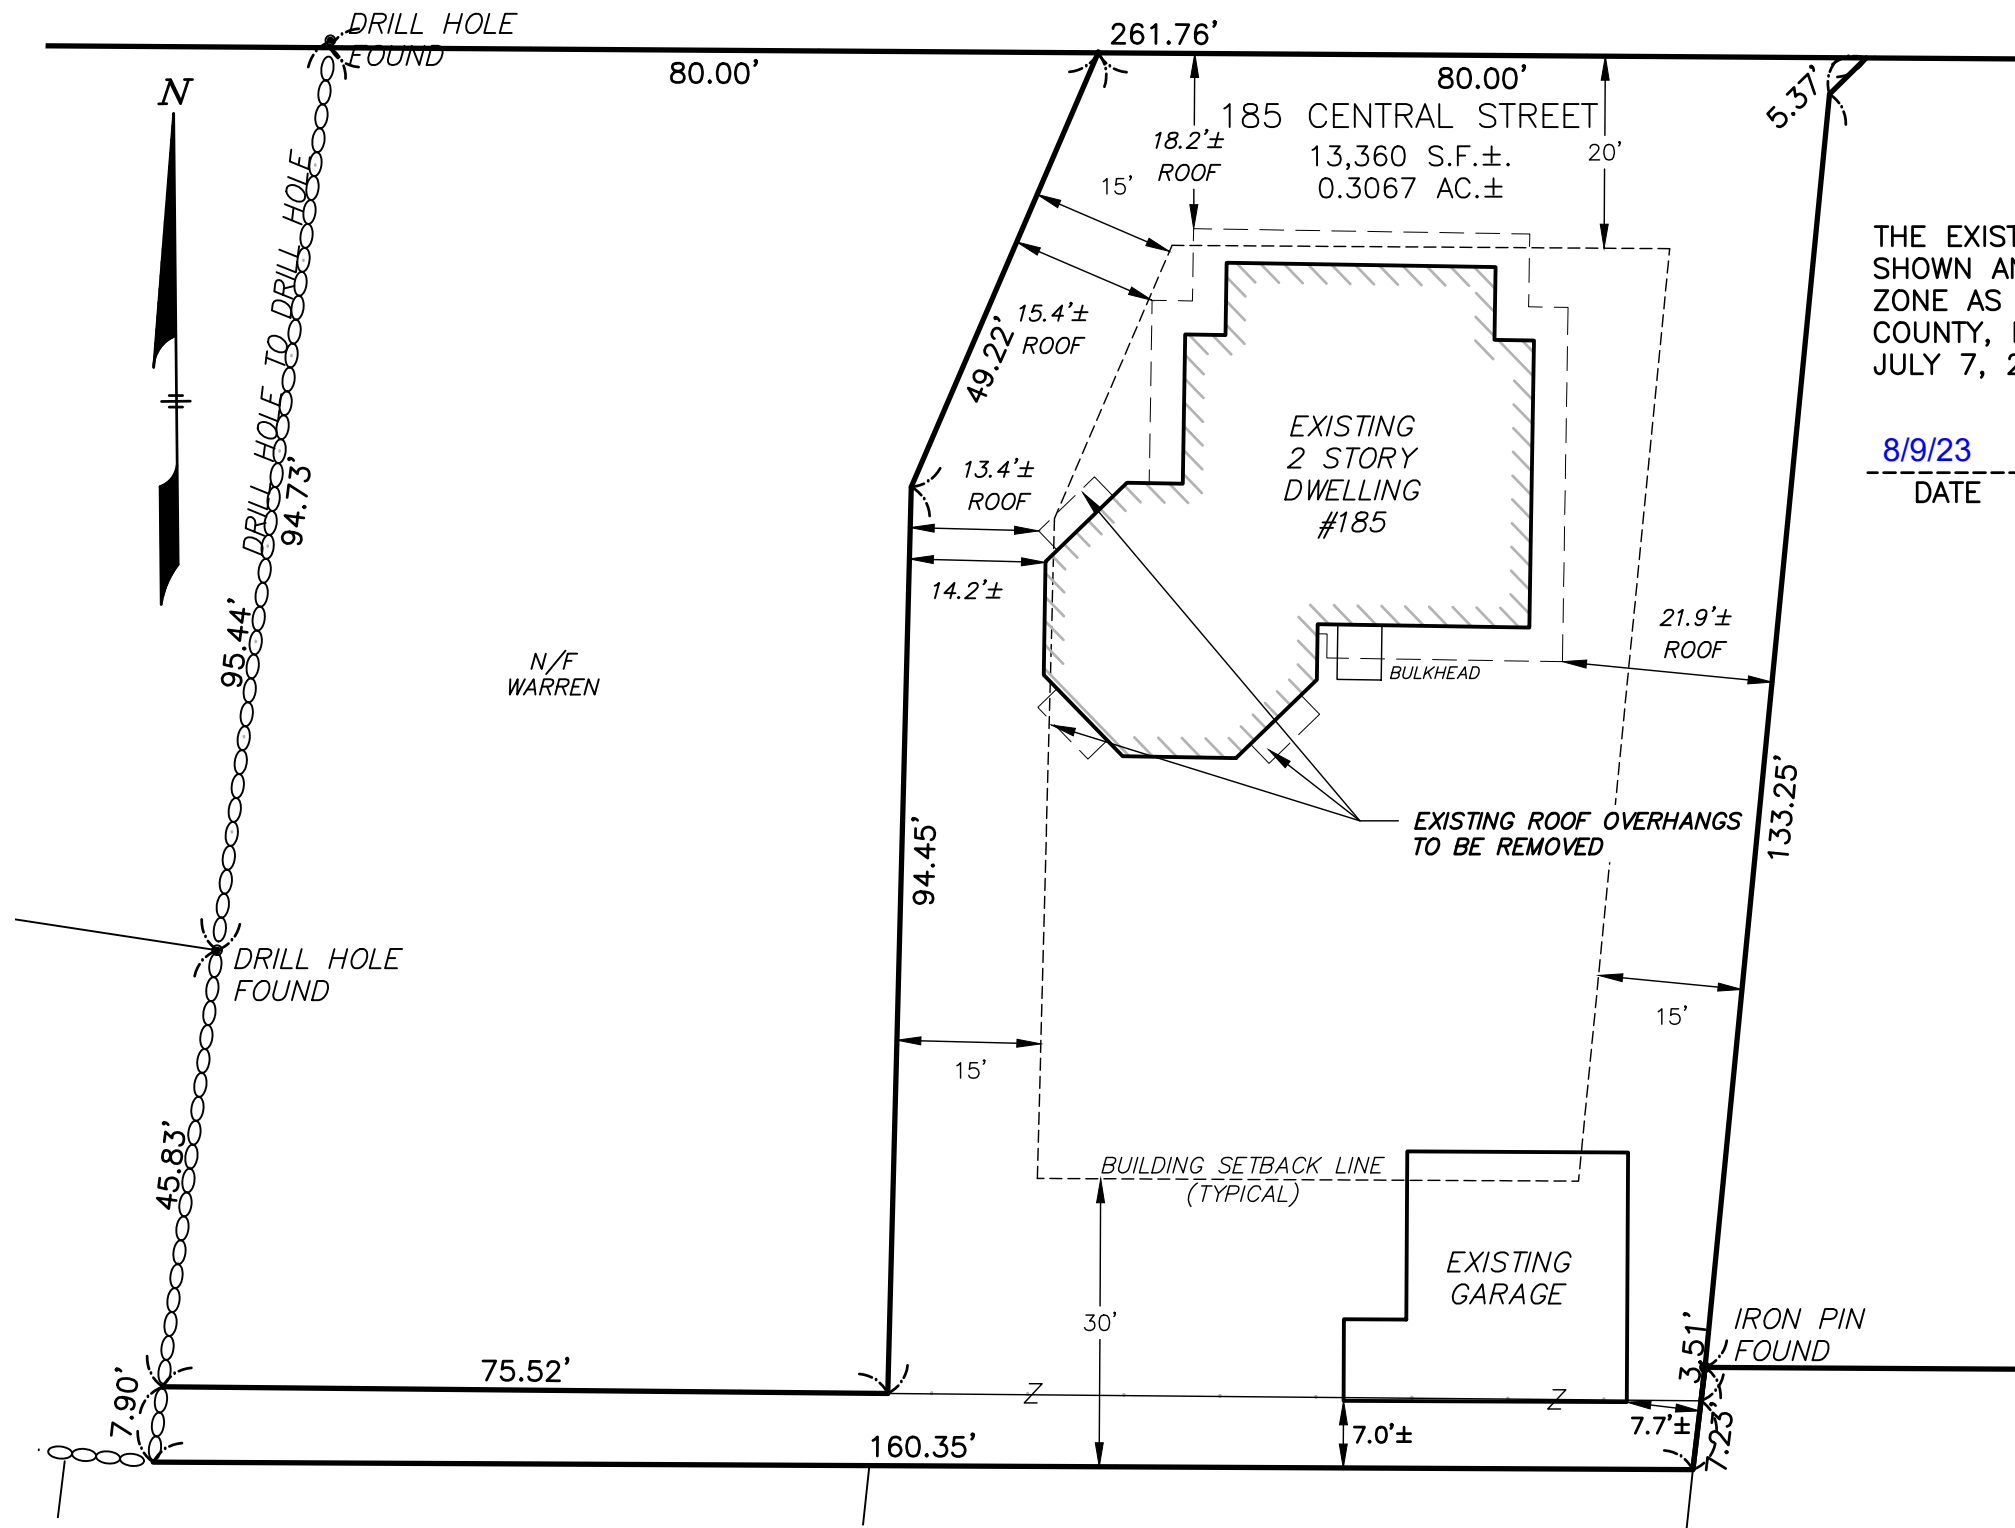 DRILL HOLE
FOUND
261.76'
80.00'
80.00'
5.37'
N
185 CENTRAL STREET
13,360 S.F.±.
0.3067 AC.±
18.2'±
ROOF
20'
15'
DRILL HOLE TO DRILL HOLE
THE EXIST
SHOWN AN
ZONE AS
COUNTY,
JULY 7, 2
8/9/23
DATE
15.4'±
ROOF
49.22'
EXISTING
2 STORY
DWELLING
#185
13.4'±
ROOF
94.73'
14.2'±
95.44'
21.9'±
ROOF
N/F
WARREN
BULKHEAD
EXISTING ROOF OVERHANGS
TO BE REMOVED
133.25'
94.45'
DRILL HOLE
FOUND
15'
15'
45.83'
BUILDING SETBACK LINE
(TYPICAL)
EXISTING
GARAGE
30'
IRON PIN
FOUND
3.51'
75.52'
7.90'
Z
Z
7.0'±
7.7'±
7.23'
160.35'